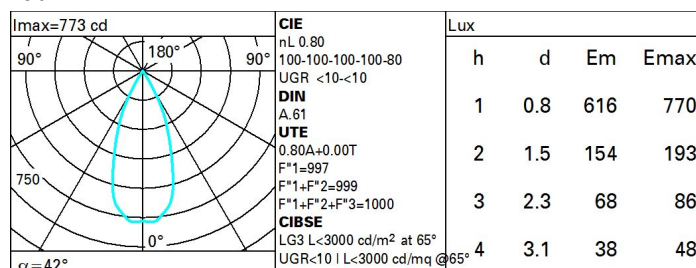 Imax=773 cd
90°
180°
90°
750
0°
α=42°
CIE
nL 0.80
100-100-100-100-80
UGR <10-<10
DIN
A.61
UTE
0.80A+0.00T
F"1=997
F"1+F"2=999
F"1+F"2+F"3=1000
CIBSE
LG3 L<3000 cd/m² at 65°
UGR<10 | L<3000 cd/mq @65°
Lux
h d Em Emax
1 0.8 616 770
2 1.5 154 193
3 2.3 68 86
4 3.1 38 48